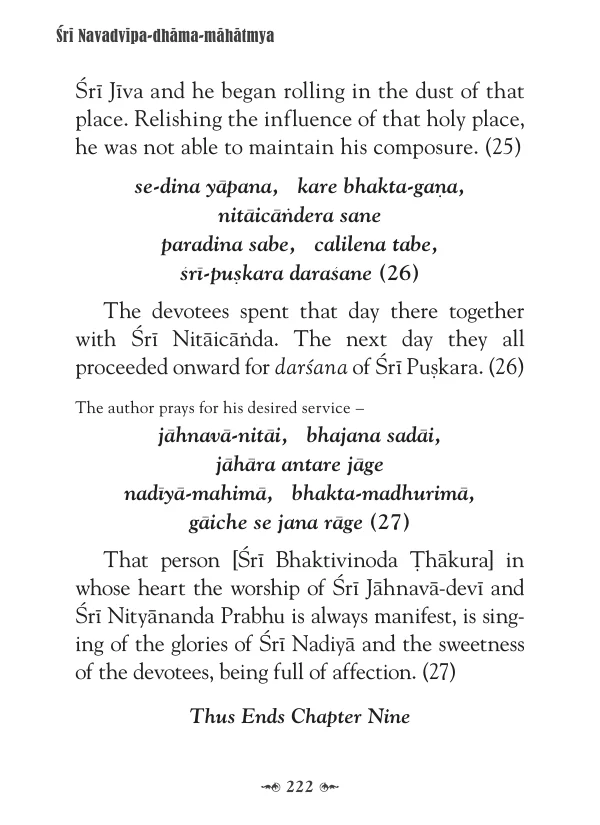 Śrī Navadvīpa-dhāma-māhātmya
Śrī Jīva and he began rolling in the dust of that
place. Relishing the influence of that holy place,
he was not able to maintain his composure. (25)
se-dina yāpana, kare bhakta-gaṇa,
nitāicāṅdera sane
paradina sabe, calilena tabe,
śrī-puṣkara daraśane (26)
The devotees spent that day there together
with Śrī Nitāicāṅda. The next day they all
proceeded onward for darśana of Śrī Puṣkara. (26)
The author prays for his desired service –
jāhnavā-nitāi, bhajana sadāi,
jāhāra antare jāge
nadīyā-mahimā, bhakta-madhurimā,
gāiche se jana rāge (27)
That person [Śrī Bhaktivinoda Ṭhākura] in
whose heart the worship of Śrī Jāhnavā-devī and
Śrī Nityānanda Prabhu is always manifest, is sing-
ing of the glories of Śrī Nadiyā and the sweetness
of the devotees, being full of affection. (27)
Thus Ends Chapter Nine
222